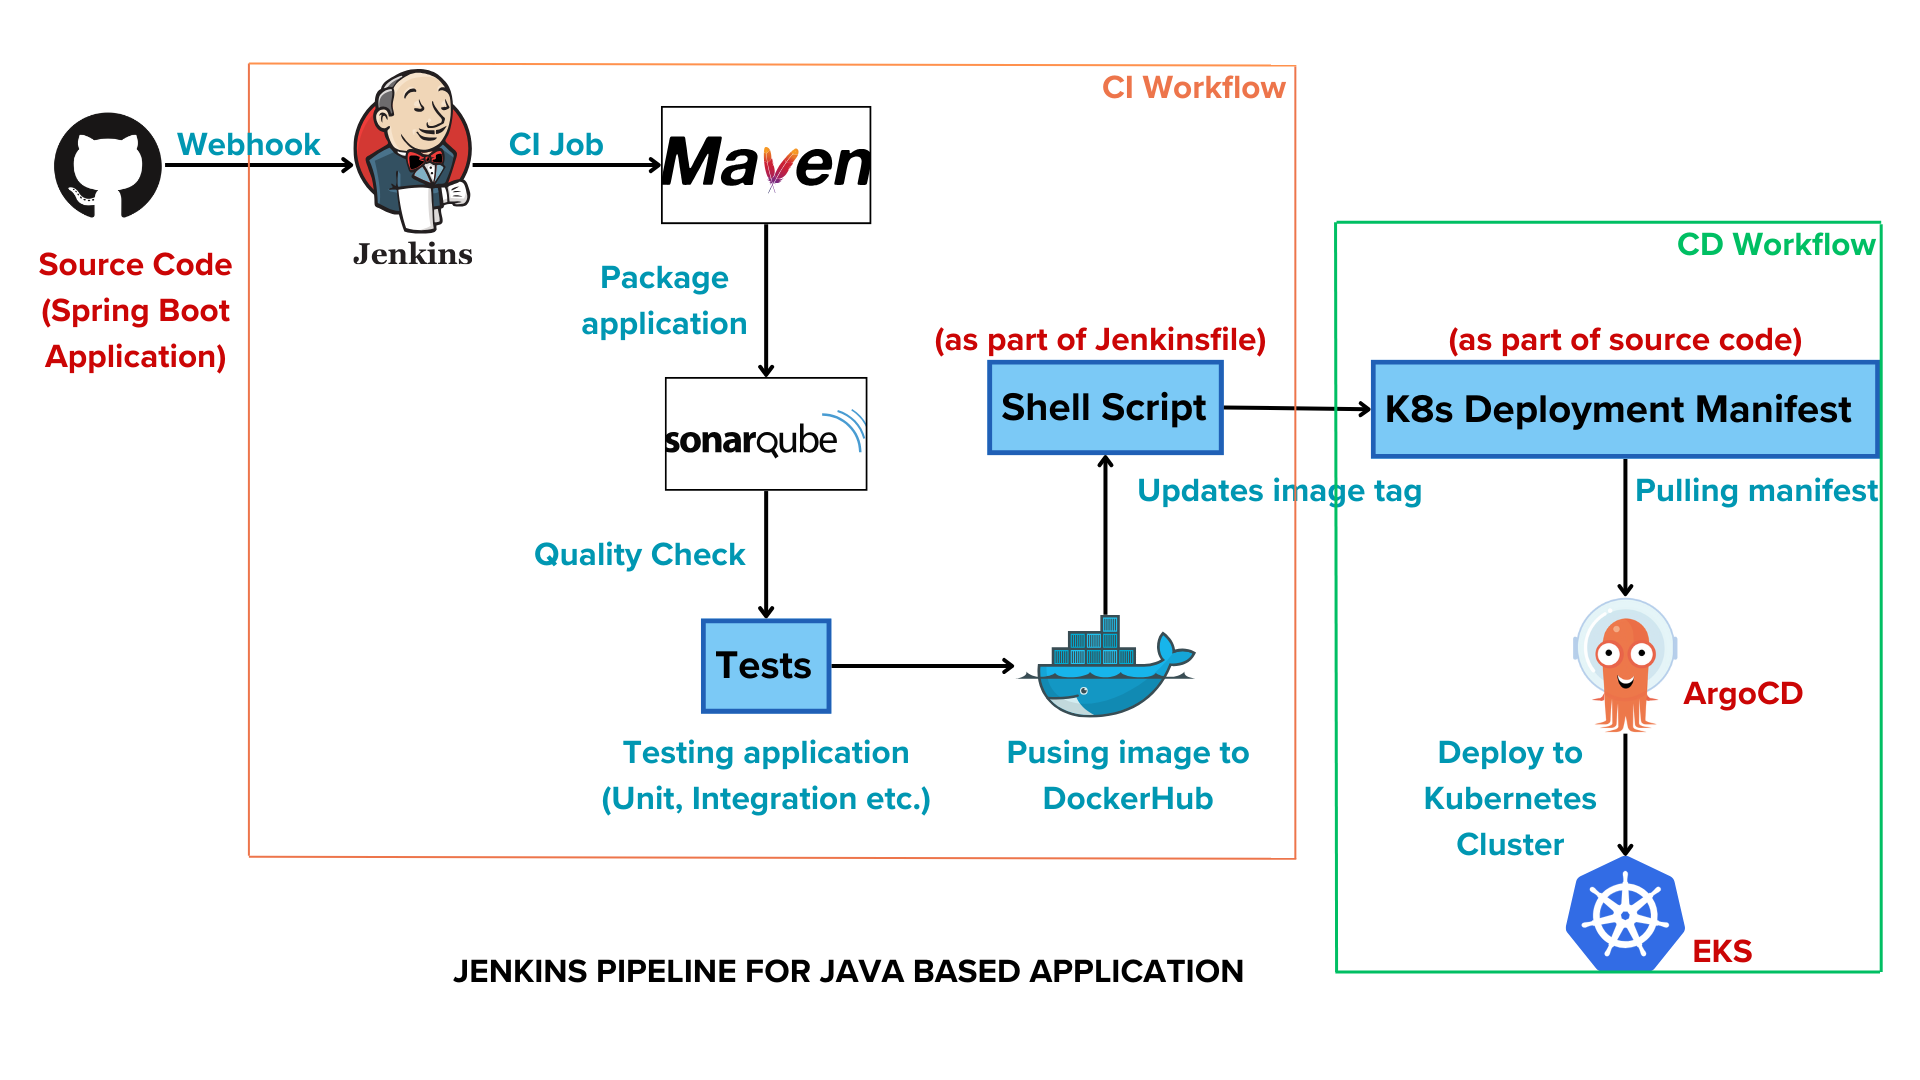 CI Workflow
Webhook
CI Job
Maven
Jenkins
Source Code
(Spring Boot
Application)
Package
application
sonarqube
Quality Check
Tests
Testing application
(Unit, Integration etc.)
Pusing image to
DockerHub
(as part of Jenkinsfile)
Shell Script
Updates image tag
CD Workflow
(as part of source code)
K8s Deployment Manifest
Pulling manifest
ArgoCD
Deploy to
Kubernetes
Cluster
EKS
JENKINS PIPELINE FOR JAVA BASED APPLICATION